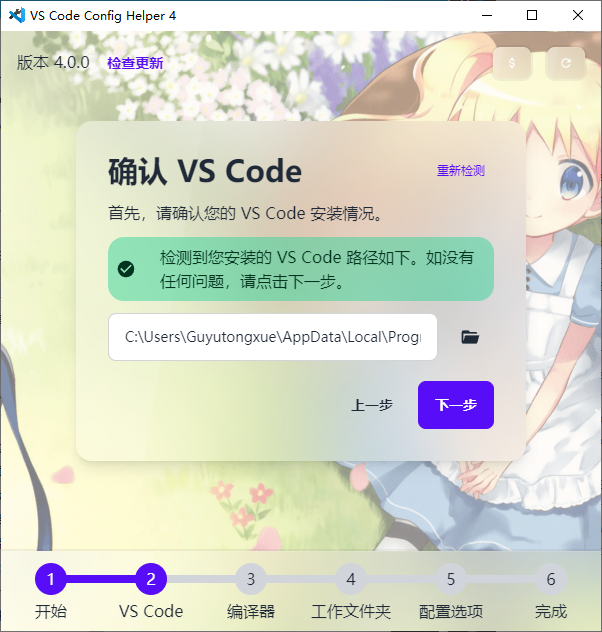 VS Code Config Helper 4
版本 4.0.0 检查更新
$
确认 VS Code
重新检测
首先，请确认您的 VS Code 安装情况。
检测到您安装的 VS Code 路径如下。如没有
任何问题，请点击下一步。
C:\Users\Guyutongxue\AppData\Local\Progr
上一步 下一步
1 2 3 4 5 6
开始 VS Code 编译器 工作文件夹 配置选项 完成